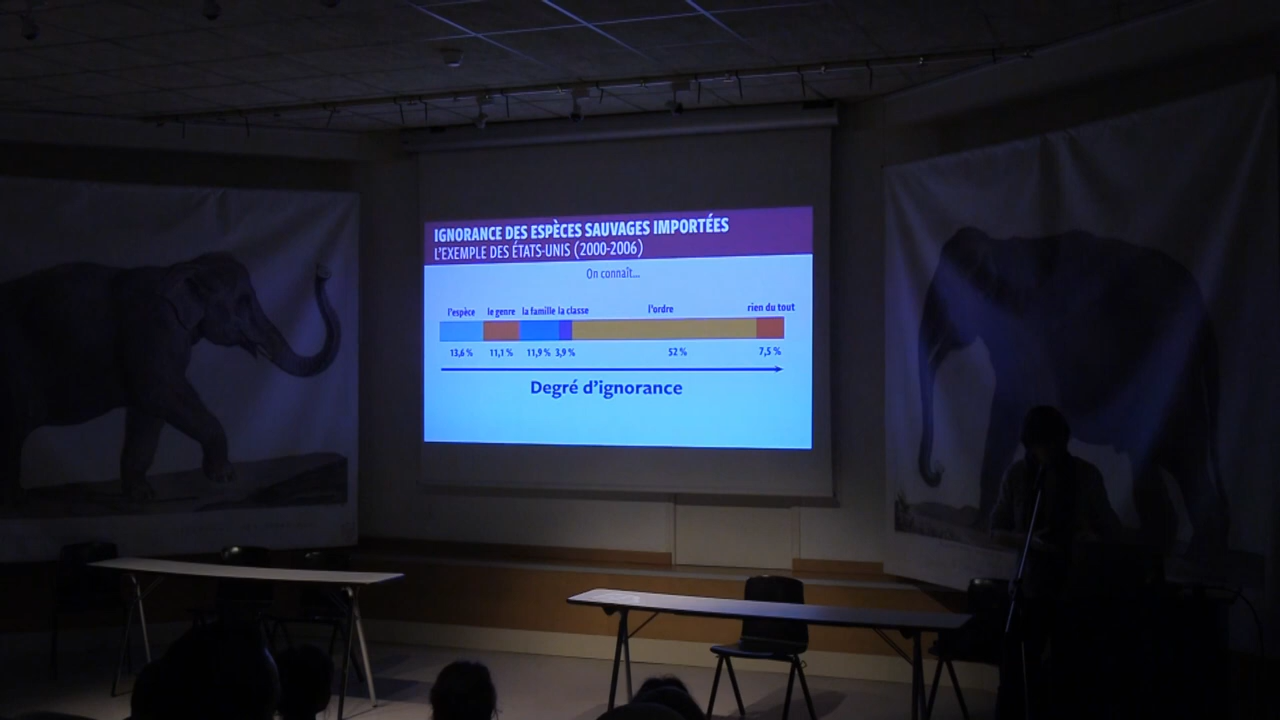 IGNORANCE DES ESPÈCES SAUVAGES IMPORTÉES
L'EXEMPLE DES ÉTATS-UNIS (2000-2006)
On connaît...
l'espèce le genre la famille la classe l'ordre rien du tout
13,6 % 11,1 % 11,9 % 3,9 % 52 % 7,5 %
Degré d'ignorance